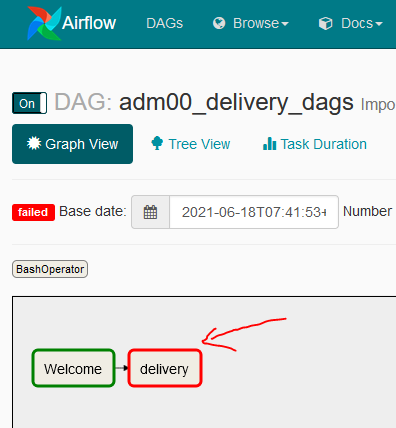 Airflow DAGs Browse Docs
On DAG: adm00_delivery_dags Impo
Graph View Tree View Task Duration
failed Base date: 2021-06-18T07:41:53+ Number
BashOperator
Welcome delivery